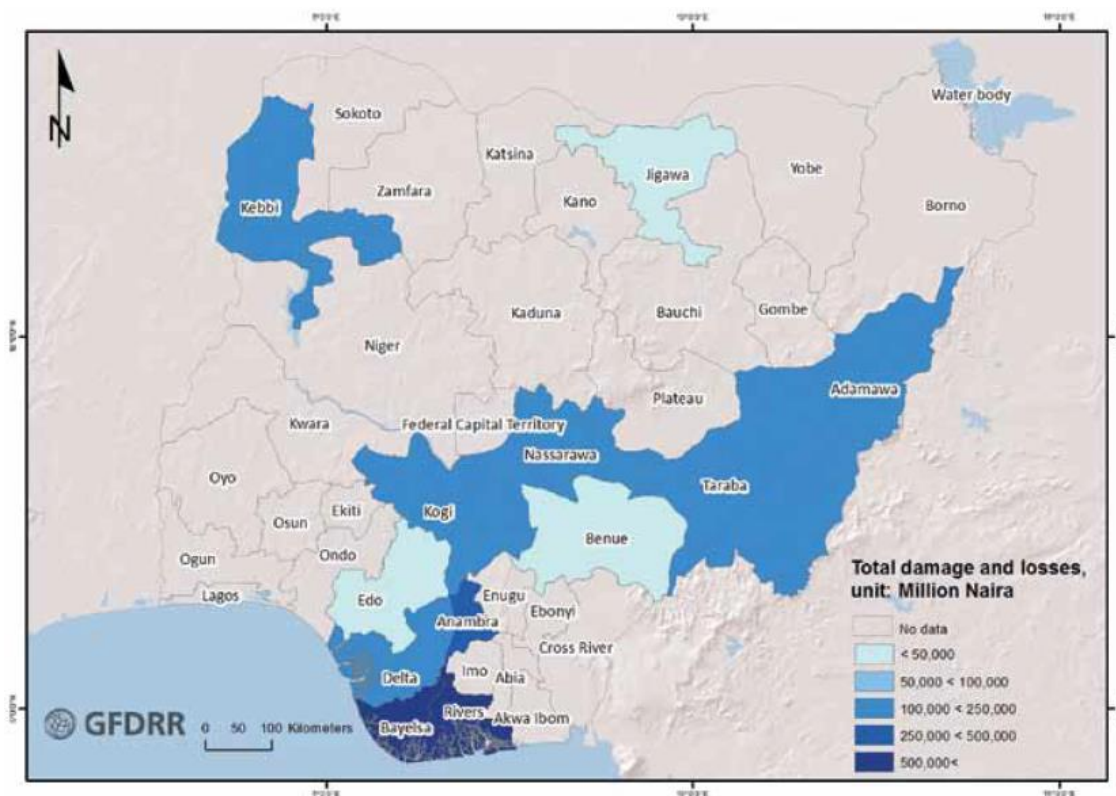 N
Sokoto
Water body
Katsina
Jigawa
Yobe
Zamfara
Kano
Kebbi
Borno
Kaduna
Bauchi
Gombe
Niger
Adamawa
Plateau
Kwara
Federal Capital Territory
Nassarawa
Oyo
Taraba
Kogi
Ekiti
Osun
Benue
Ondo
Ogun
Lagos
Edo
Enugu
Ebonyi
Anambra
Cross River
Imo
Abia
Delta
Rivers
Akwa Ibom
Bayelsa
Total damage and losses,
unit: Million Naira
No data
< 50,000
50,000 < 100,000
100,000 < 250,000
250,000 < 500,000
500,000<
GFDRR
0 50 100 Kilometers